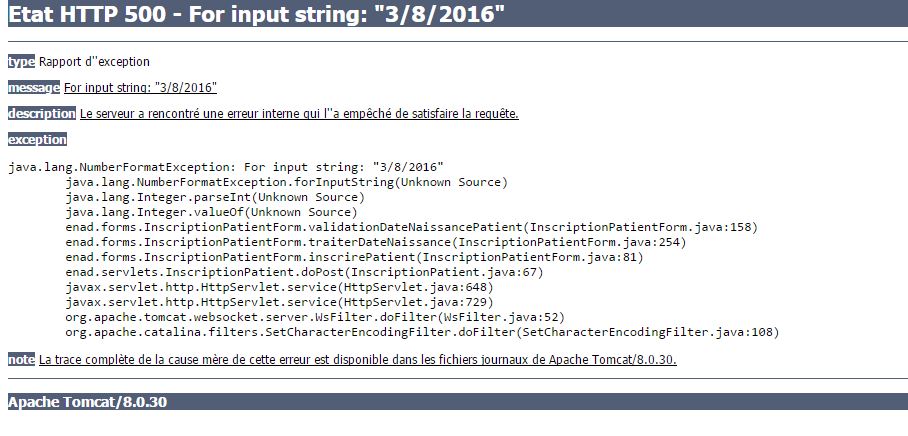 Etat HTTP 500 - For input string: "3/8/2016"
type Rapport d''exception
message For input string: "3/8/2016"
description Le serveur a rencontré une erreur interne qui l''a empêché de satisfaire la requête.
exception
java.lang.NumberFormatException: For input string: "3/8/2016"
java.lang.NumberFormatException.forInputString(Unknown Source)
java.lang.Integer.parseInt(Unknown Source)
java.lang.Integer.valueOf(Unknown Source)
enad.forms.InscriptionPatientForm.validationDateNaissancePatient(InscriptionPatientForm.java:158)
enad.forms.InscriptionPatientForm.traiterDateNaissance(InscriptionPatientForm.java:254)
enad.forms.InscriptionPatientForm.inscrirePatient(InscriptionPatientForm.java:81)
enad.servlets.InscriptionPatient.doPost(InscriptionPatient.java:67)
javax.servlet.http.HttpServlet.service(HttpServlet.java:648)
javax.servlet.http.HttpServlet.service(HttpServlet.java:729)
org.apache.tomcat.websocket.server.WsFilter.doFilter(WsFilter.java:52)
org.apache.catalina.filters.SetCharacterEncodingFilter.doFilter(SetCharacterEncodingFilter.java:108)
note La trace complète de la cause mère de cette erreur est disponible dans les fichiers journaux de Apache Tomcat/8.0.30.
Apache Tomcat/8.0.30